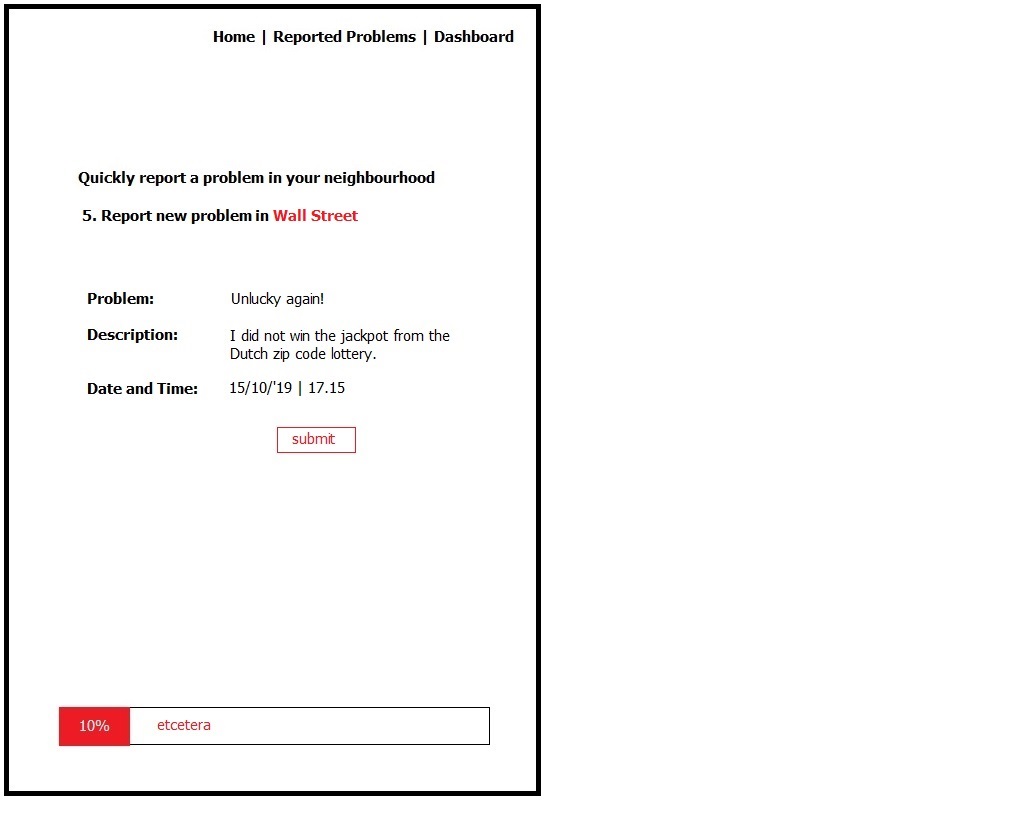 Home | Reported Problems | Dashboard
Quickly report a problem in your neighbourhood
5. Report new problem in Wall Street
Problem: Unlucky again!
Description: I did not win the jackpot from the
Dutch zip code lottery.
Date and Time: 15/10/'19 | 17.15
submit
10% etcetera